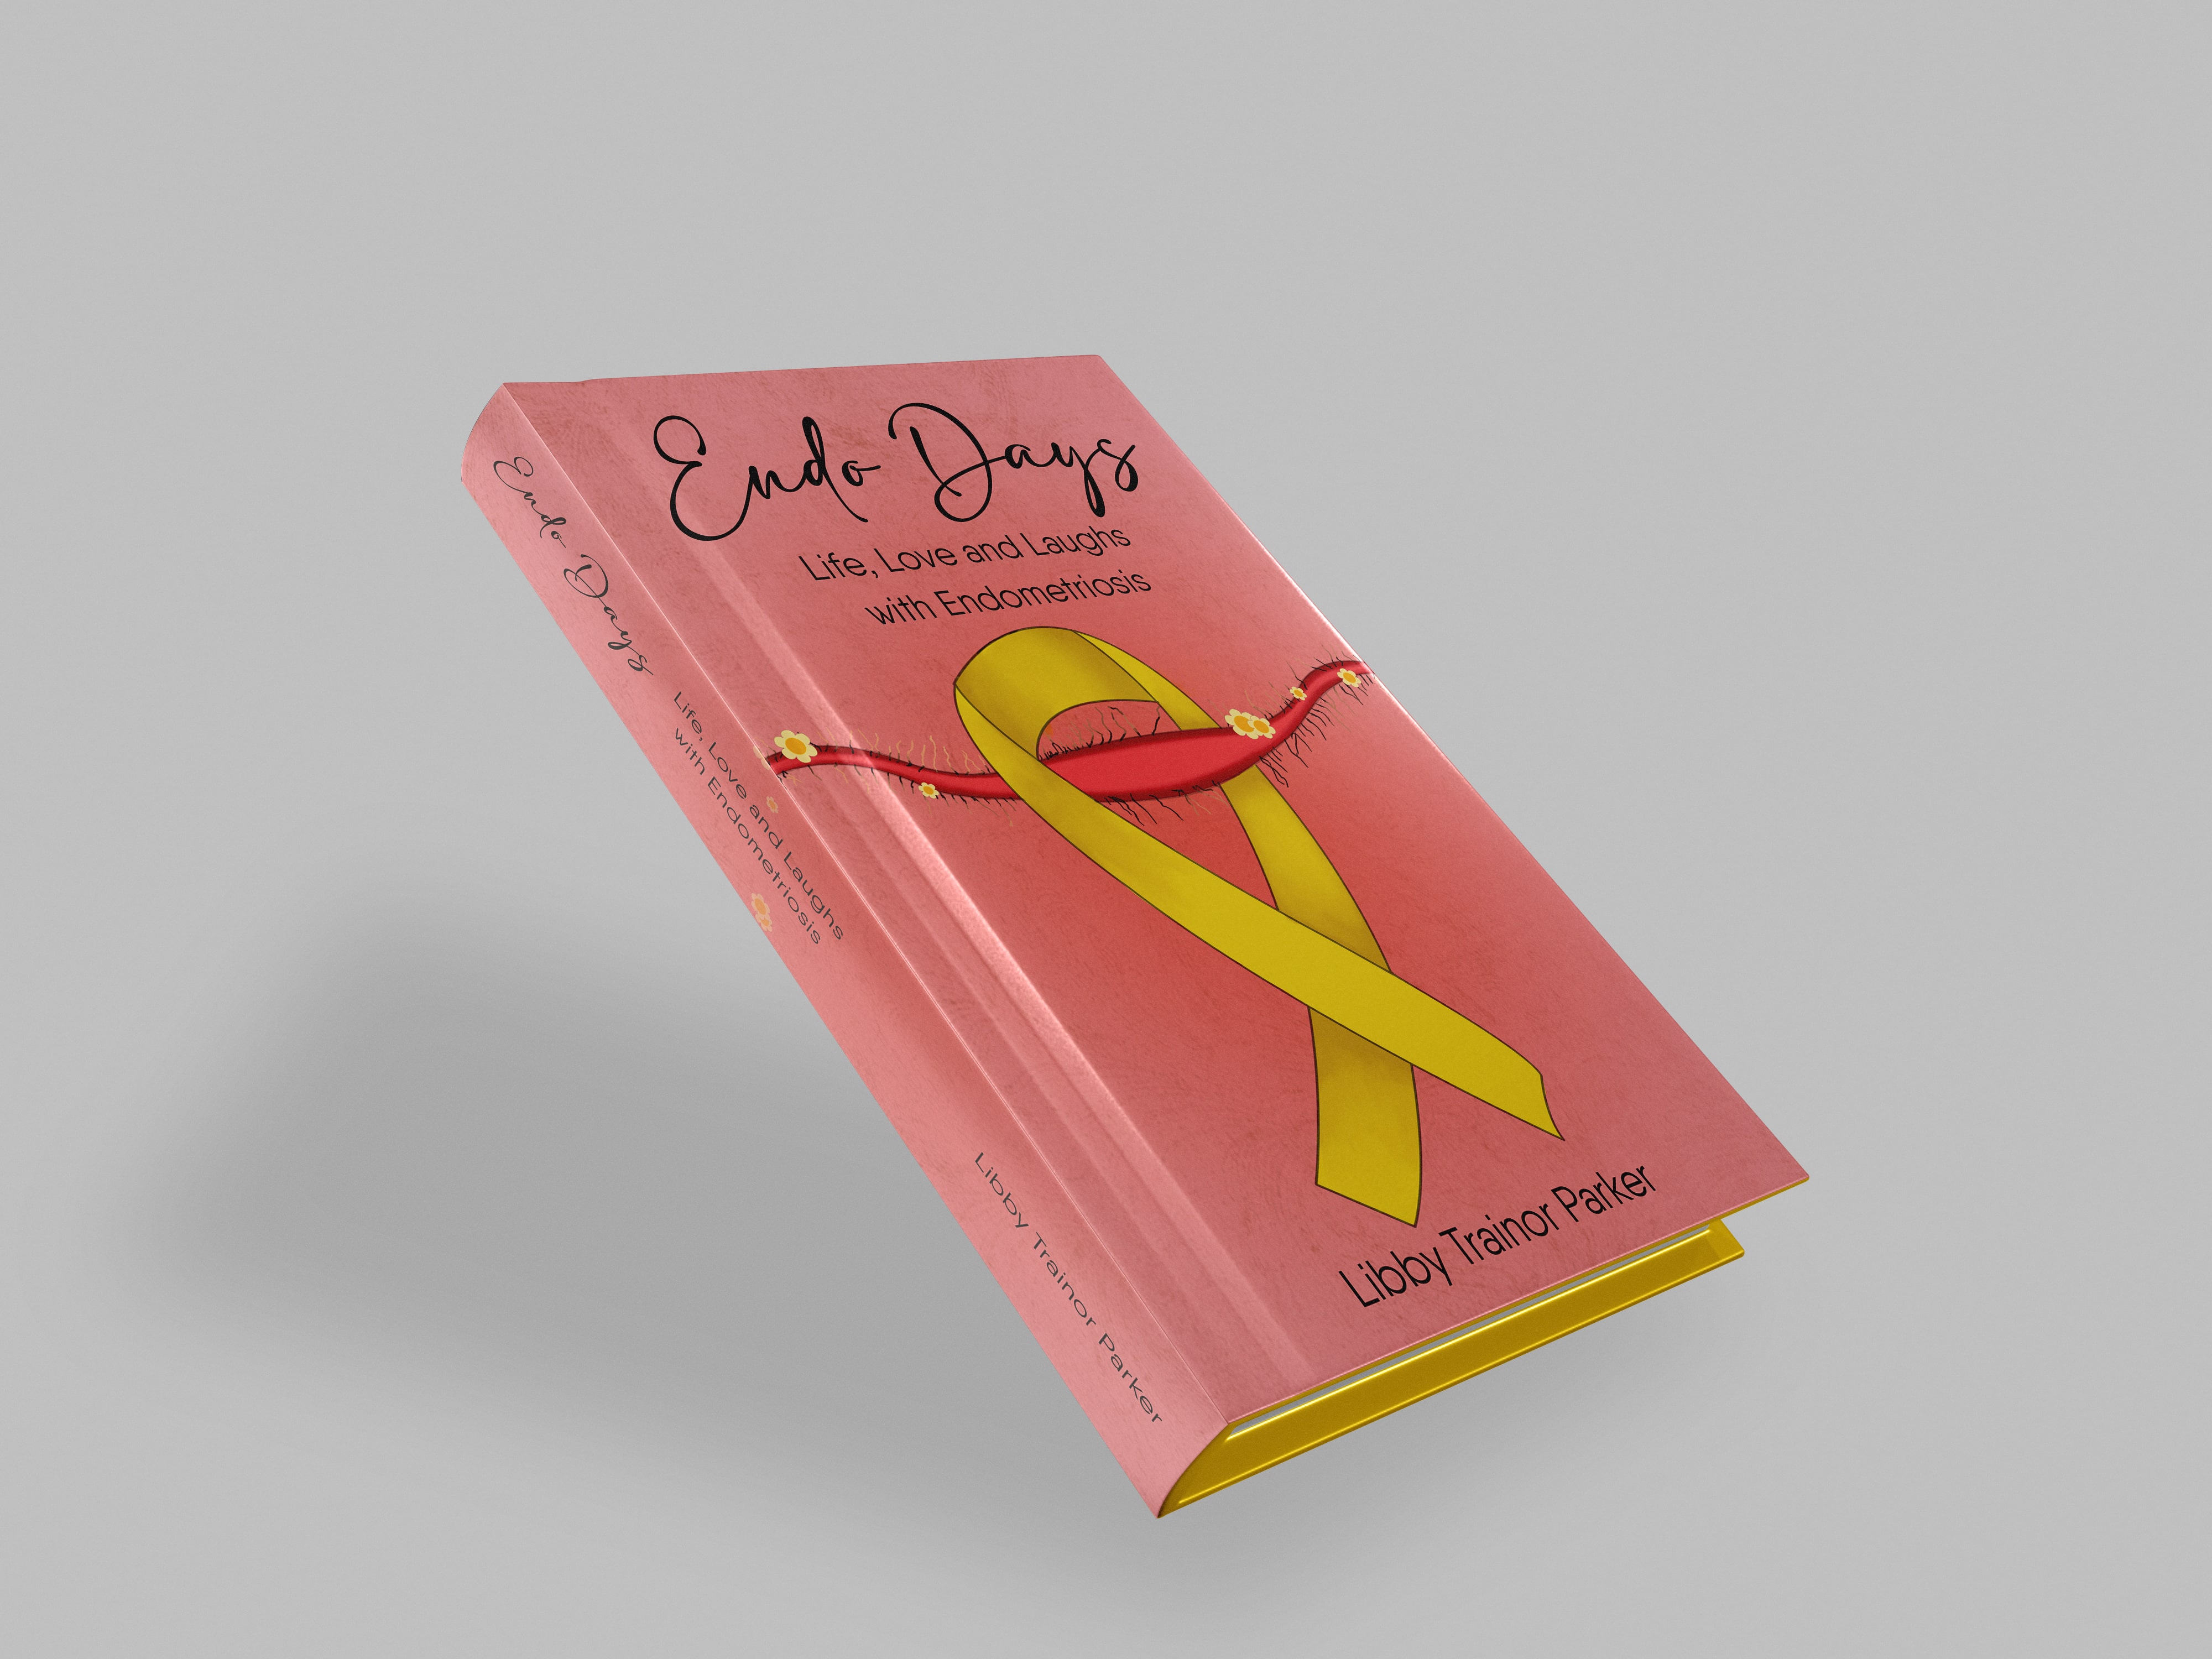 Endo Days
Life, Love and Laughs
with Endometriosis
Libby Trainor Parker
Endo Days
Life, Love and Laughs
with Endometriosis
Libby Trainor Parker